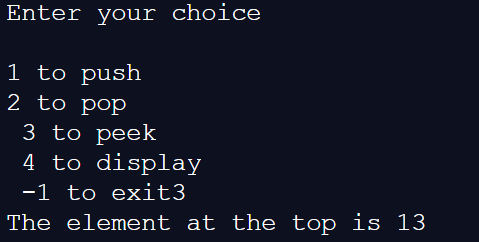 Enter your choice
1 to push
2 to pop
3 to peek
4 to display
-1 to exit3
The element at the top is 13